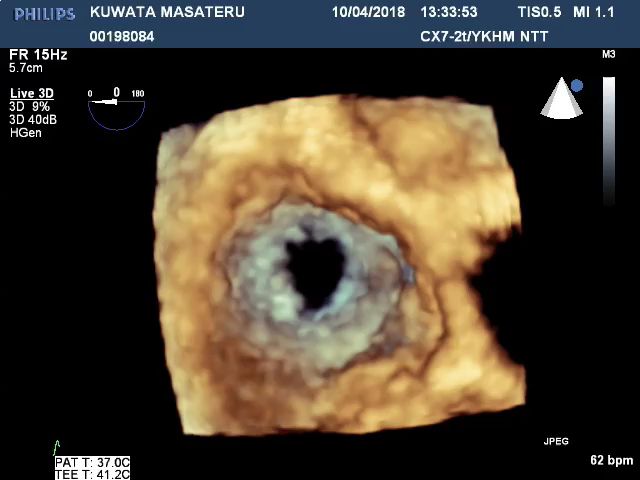 PHILIPS KUWATA MASATERU 10/04/2018 13:33:53 TIS0.5 MI 1.1
00198084 CX7-2t/YKHM NTT
FR 15Hz
5.7cm
M3
Live 3D
3D 9%
3D 40dB
HGen
0 0 180
JPEG
PAT T: 37.0C
TEE T: 41.2C
62 bpm